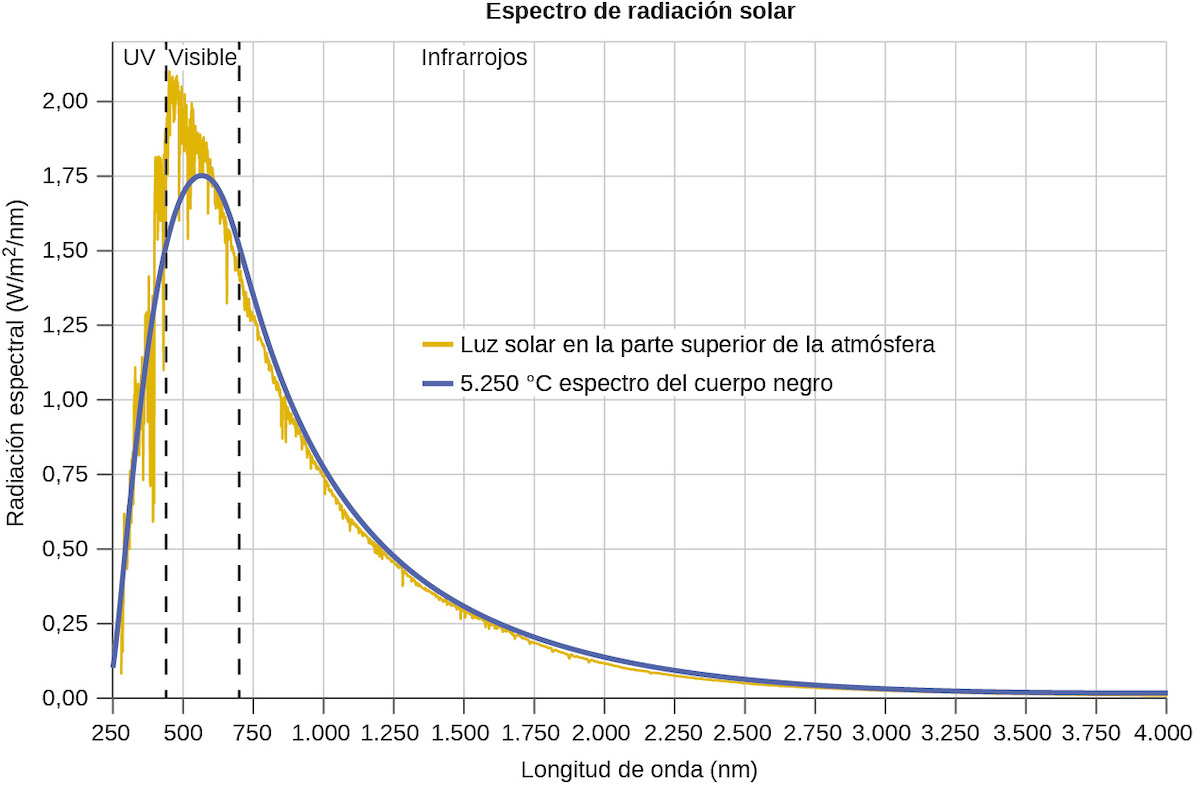 Espectro de radiación solar
UV Visible Infrarrojos
2,00
1,75
1,50
1,25
1,00
0,75
0,50
0,25
0,00
Radiación espectral (W/m²/nm)
Luz solar en la parte superior de la atmósfera
5.250 °C espectro del cuerpo negro
250 500 750 1.000 1.250 1.500 1.750 2.000 2.250 2.500 2.750 3.000 3.250 3.500 3.750 4.000
Longitud de onda (nm)